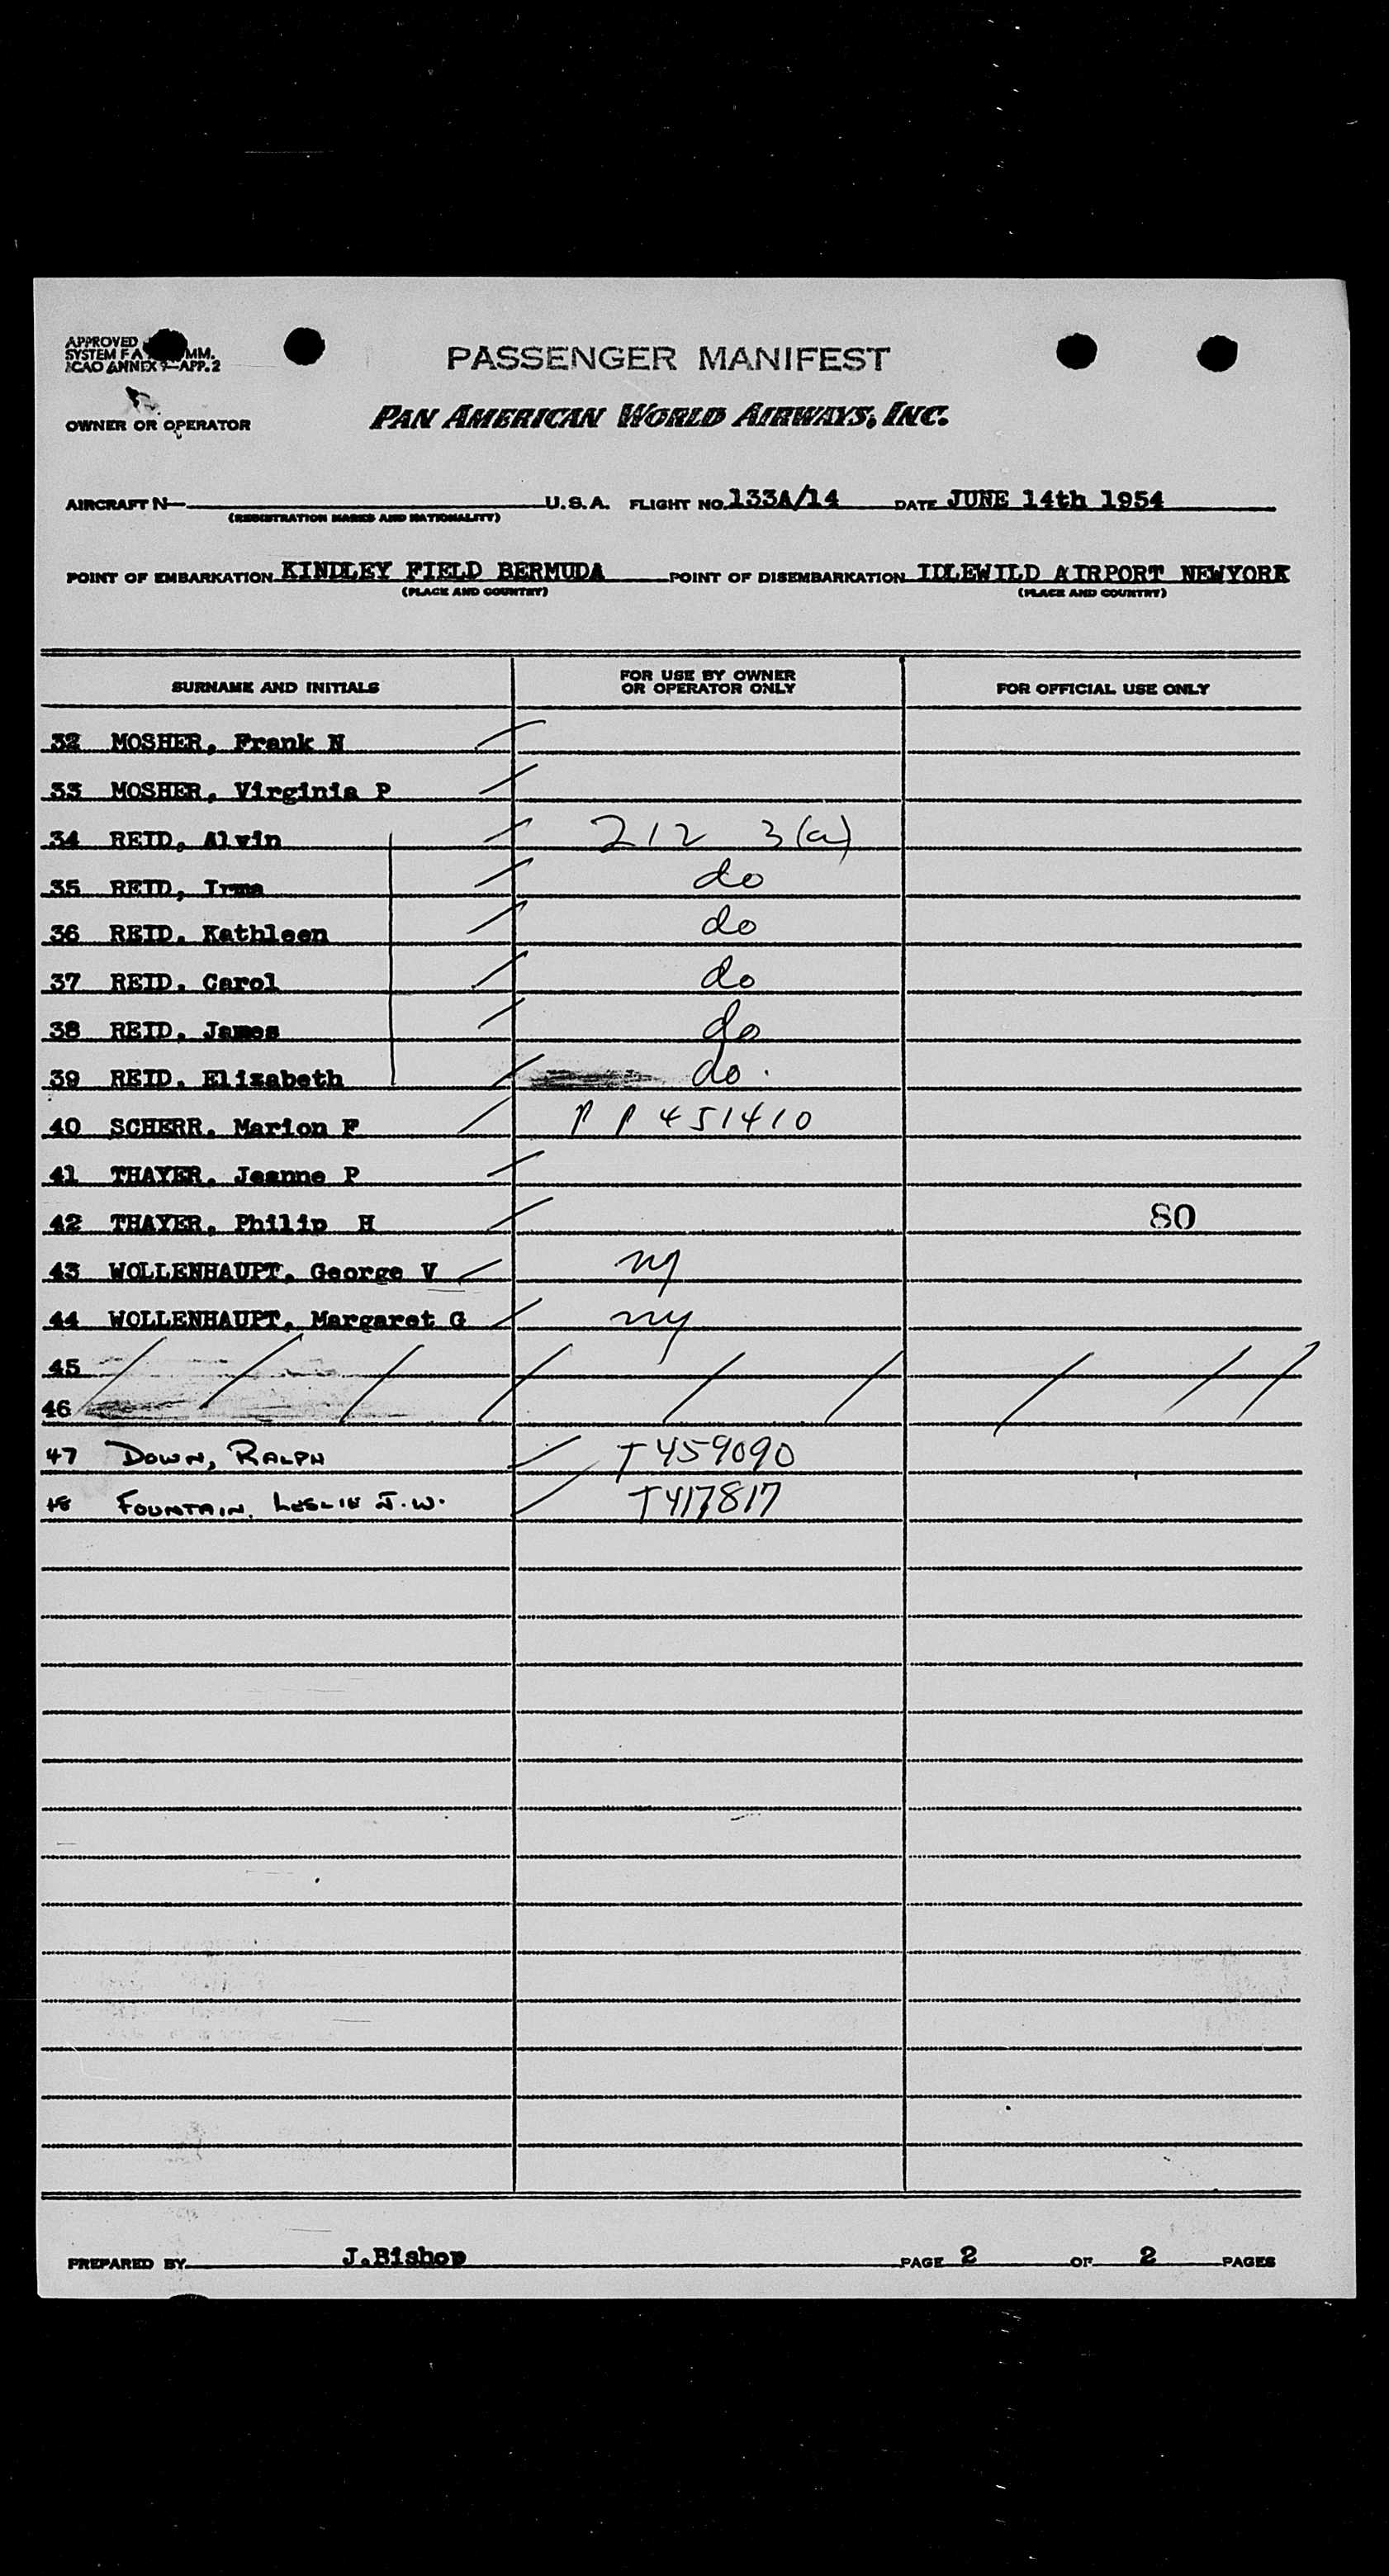 APPROVED
SYSTEM F A MM.
ICAO ANNEX 9—APP. 2
PASSENGER MANIFEST
OWNER OR OPERATOR PAN AMERICAN WORLD AIRWAYS, INC.
AIRCRAFT N— U.S.A. FLIGHT NO. 133A/14 DATE JUNE 14th 1954
(REGISTRATION MARKS AND NATIONALITY)
POINT OF EMBARKATION KINDLEY FIELD BERMUDA POINT OF DISEMBARKATION IDLEWILD AIRPORT NEWYORK
(PLACE AND COUNTRY) (PLACE AND COUNTRY)
SURNAME AND INITIALS FOR USE BY OWNER OR OPERATOR ONLY FOR OFFICIAL USE ONLY
32 MOSHER, Frank N
33 MOSHER, Virginia P
34 REID, Alvin 212 3(a)
35 REID, Irma do
36 REID. Kathleen do
37 REID. Carol do
38 REID. James do
39 REID. Elizabeth do.
40 SCHERR. Marion F P P 451410
41 THAYER. Jeanne P
42 THAYER, Philip H 80
43 WOLLENHAUPT, George V ny
44 WOLLENHAUPT, Margaret G ny
45
46
47 DOWN, RALPH T459090
48 FOUNTAIN, LESLIE J.W. T417817
PREPARED BY J.Bishop PAGE 2 OF 2 PAGES